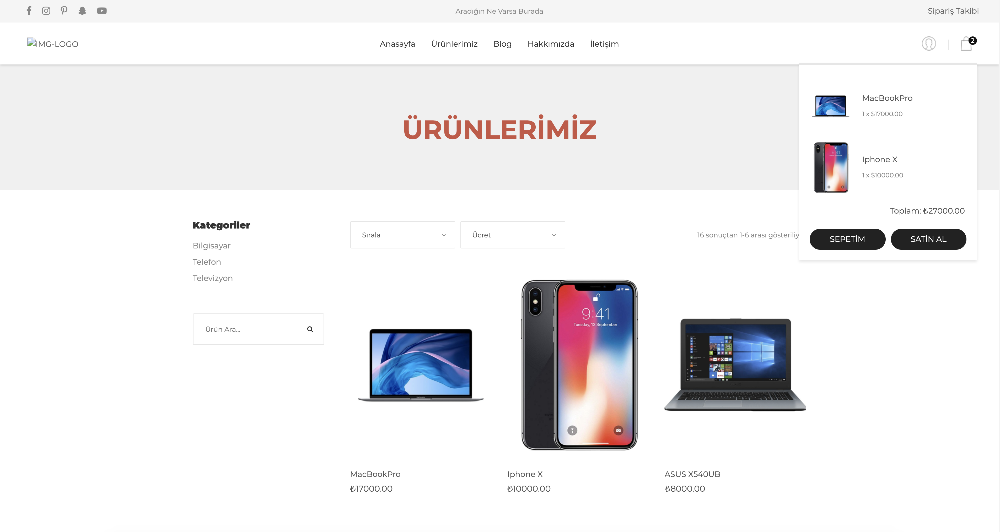 Aradığın Ne Varsa Burada
Sipariş Takibi
IMG-LOGO
Anasayfa
Ürünlerimiz
Blog
Hakkımızda
İletişim
2
ÜRÜNLERİMİZ
MacBookPro
1 x $17000.00
9:41
Iphone X
1 x $10000.00
Toplam: ₺27000.00
SEPETİM
SATİN AL
Kategoriler
Bilgisayar
Telefon
Televizyon
Ürün Ara...
Sırala
Ücret
16 sonuçtan 1-6 arası gösteriliy
9:41
Tuesday, 12 September
MacBookPro
₺17000.00
Iphone X
₺10000.00
ASUS X540UB
₺8000.00